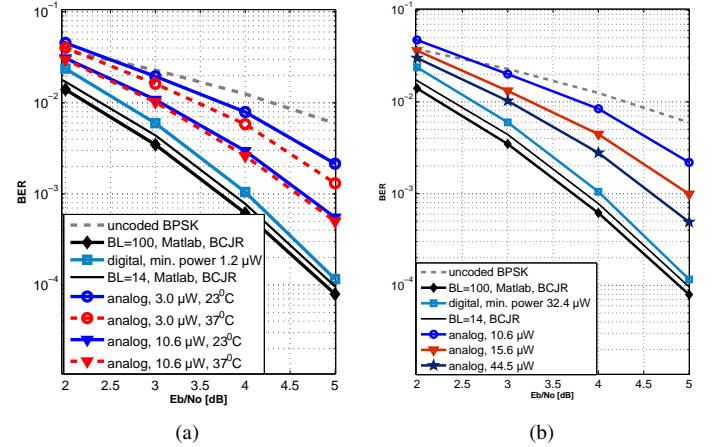 10⁻¹
10⁻²
10⁻³
10⁻⁴
BER
uncoded BPSK
BL=100, Matlab, BCJR
digital, min. power 1.2 µW
BL=14, Matlab, BCJR
analog, 3.0 µW, 23⁰C
analog, 3.0 µW, 37⁰C
analog, 10.6 µW, 23⁰C
analog, 10.6 µW, 37⁰C
2 2.5 3 3.5 4 4.5 5
Eb/No [dB]
(a)
10⁻¹
10⁻²
10⁻³
10⁻⁴
BER
uncoded BPSK
BL=100, Matlab, BCJR
digital, min. power 32.4 µW
BL=14, BCJR
analog, 10.6 µW
analog, 15.6 µW
analog, 44.5 µW
2 2.5 3 3.5 4 4.5 5
Eb/No [dB]
(b)